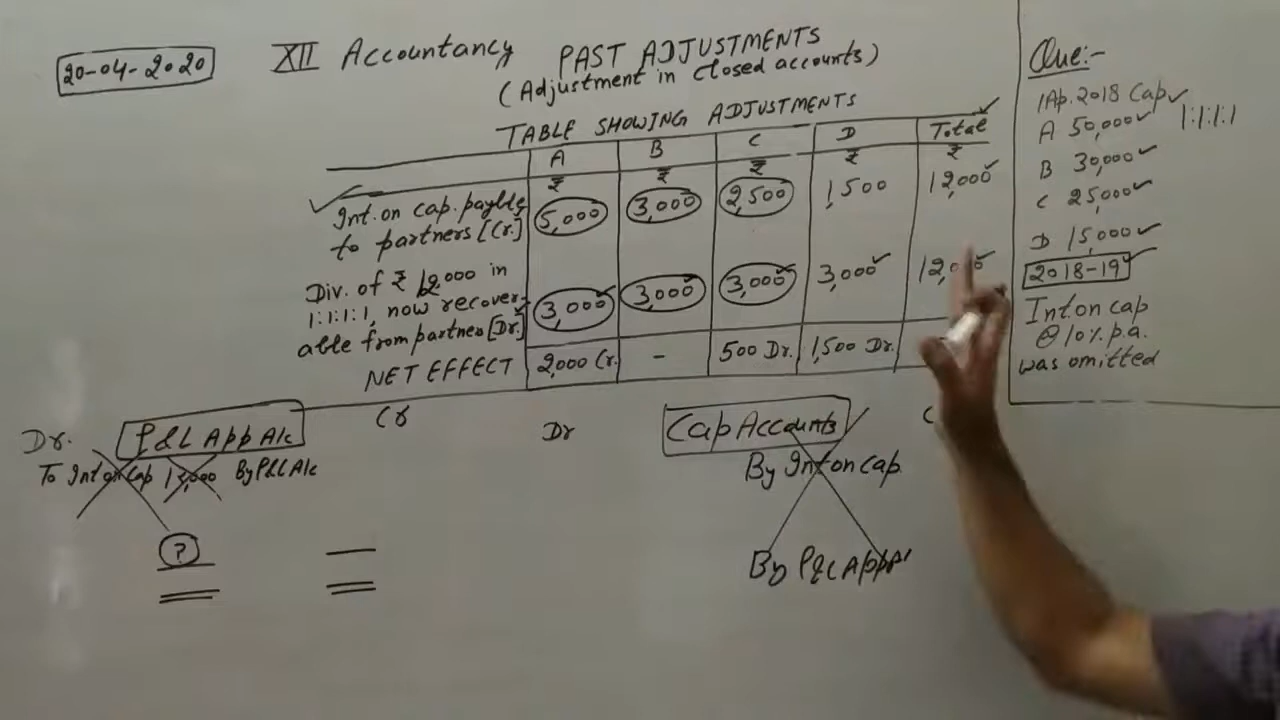 20-04-2020
XII Accountancy
PAST ADJUSTMENTS
(Adjustment in closed accounts)
TABLE SHOWING ADJUSTMENTS
A B C D Total
₹ ₹ ₹ ₹ ₹
Int. on cap. payble 5,000 3,000 2,500 1,500 12,000
to partners [Cr.]
Div. of ₹ 12,000 in
1:1:1:1, now recover- 3,000 3,000 3,000 3,000 12,000
able from partner [Dr.]
NET EFFECT 2,000 Cr. - 500 Dr. 1,500 Dr.
Que:-
1 Ap. 2018 Cap
A 50,000 1:1:1:1
B 30,000
C 25,000
D 15,000
2018-19
Int on cap
@ 10% p.a.
was omitted
Dr. P&L App A/c Cr
To Int on Cap 12,000 By P&L A/c
?
Dr Cap Accounts C
By Int on Cap.
By P&L App A